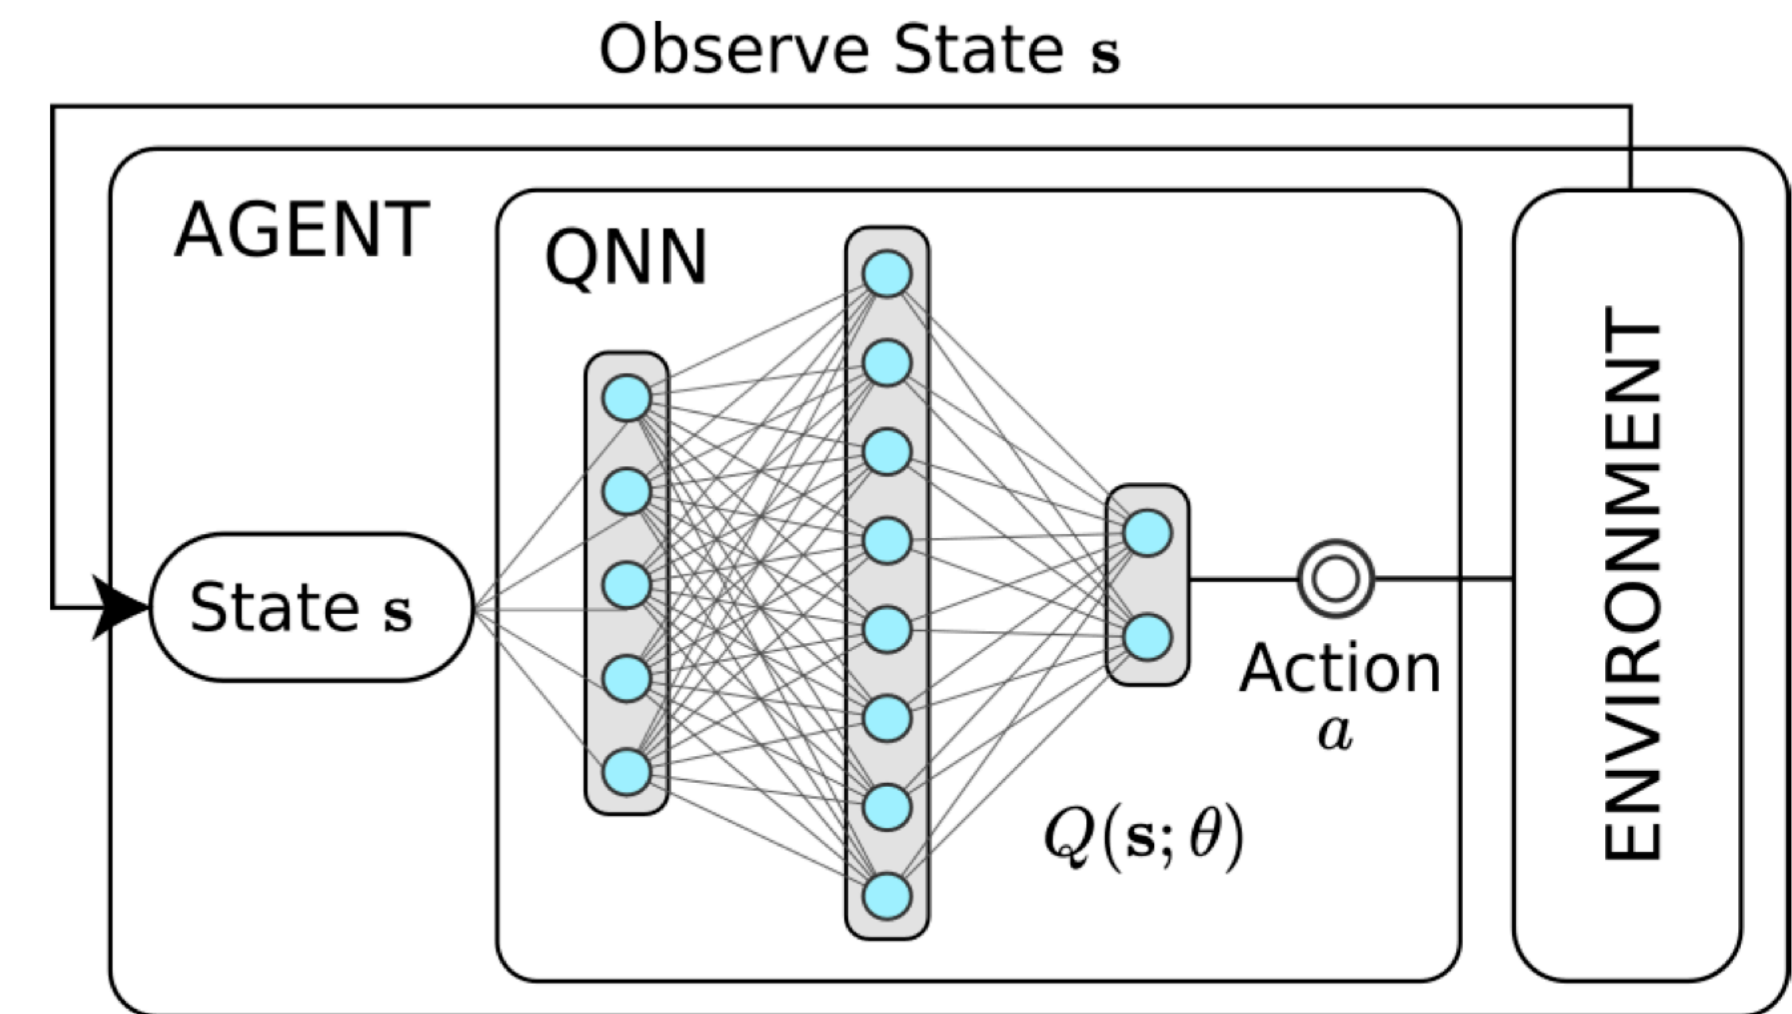 Observe State s
AGENT
QNN
State s
Action
a
Q(s; θ)
ENVIRONMENT